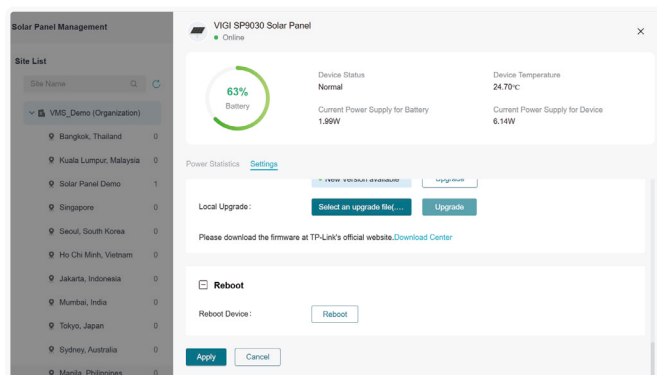 Solar Panel Management
Site List
Site Name
VMS_Demo (Organization)
Bangkok, Thailand 0
Kuala Lumpur, Malaysia 0
Solar Panel Demo 1
Singapore 0
Seoul, South Korea 0
Ho Chi Minh, Vietnam 0
Jakarta, Indonesia 0
Mumbai, India 0
Tokyo, Japan 0
Sydney, Australia 0
Manila, Philippines 0
VIGI SP9030 Solar Panel
Online
63%
Battery
Device Status
Normal
Device Temperature
24.70℃
Current Power Supply for Battery
1.99W
Current Power Supply for Device
6.14W
Power Statistics Settings
New version available Upgrade
Local Upgrade: Select an upgrade file(.... Upgrade
Please download the firmware at TP-Link's official website.Download Center
Reboot
Reboot Device: Reboot
Apply Cancel